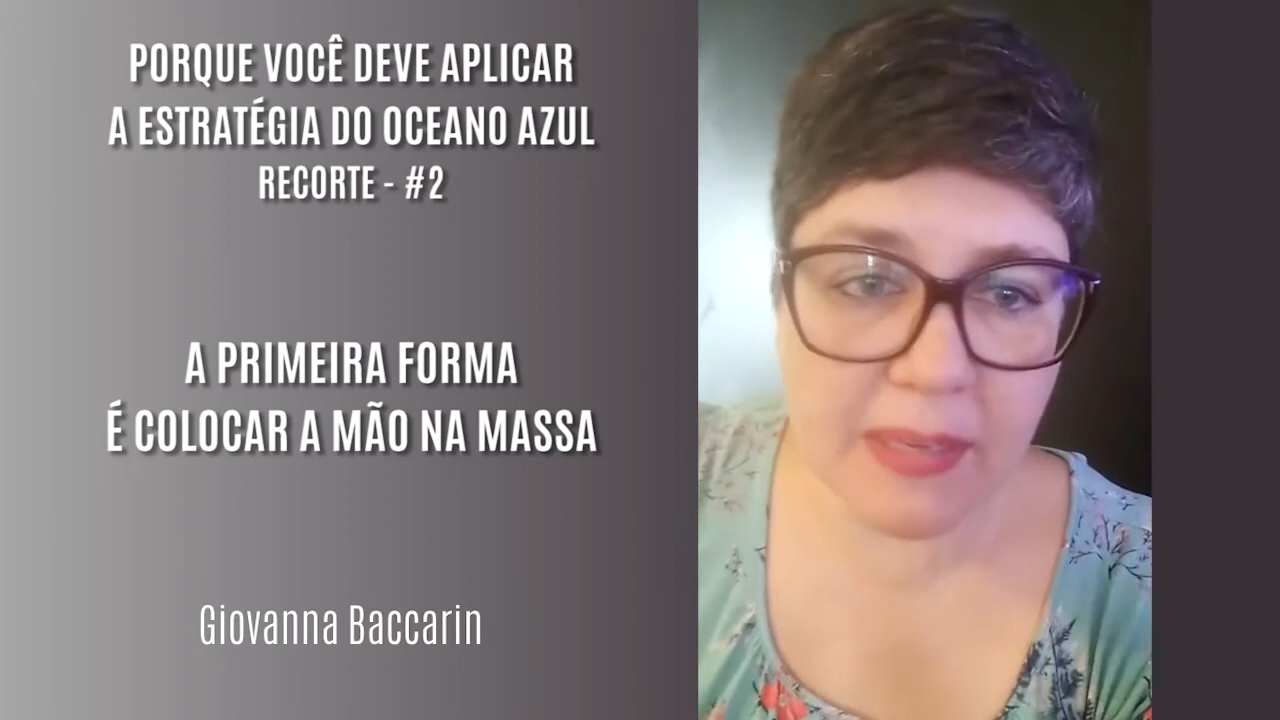 PORQUE VOCÊ DEVE APLICAR
A ESTRATÉGIA DO OCEANO AZUL
RECORTE - #2
A PRIMEIRA FORMA
É COLOCAR A MÃO NA MASSA
Giovanna Baccarin